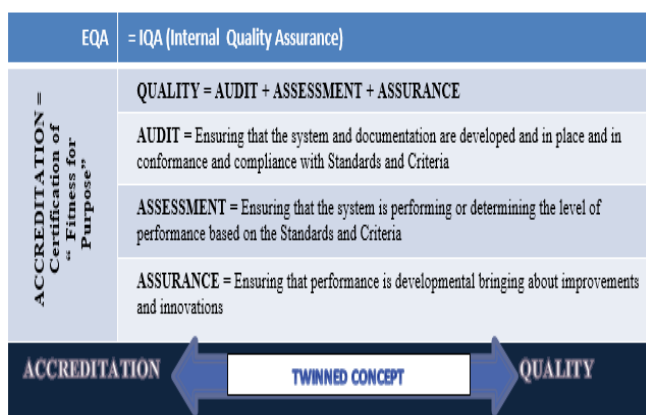 EQA = IQA (Internal Quality Assurance)
ACCREDITATION =
Certification of
“ Fitness for
Purpose”
QUALITY = AUDIT + ASSESSMENT + ASSURANCE
AUDIT = Ensuring that the system and documentation are developed and in place and in
conformance and compliance with Standards and Criteria
ASSESSMENT = Ensuring that the system is performing or determining the level of
performance based on the Standards and Criteria
ASSURANCE = Ensuring that performance is developmental bringing about improvements
and innovations
ACCREDITATION TWINNED CONCEPT QUALITY